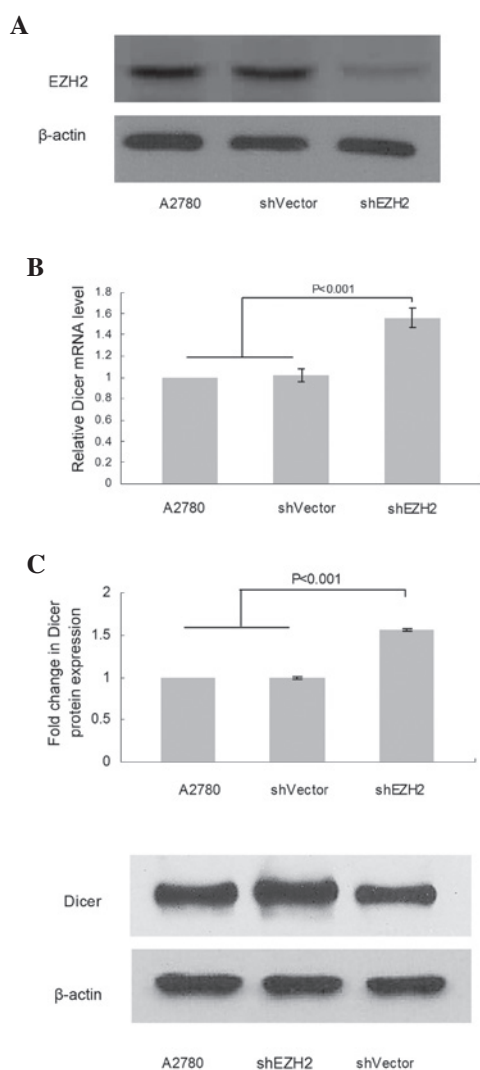 A
EZH2
β-actin
A2780 shVector shEZH2
B
Relative Dicer mRNA level
1.8
1.6
1.4
1.2
1
0.8
0.6
0.4
0.2
0
P<0.001
A2780 shVector shEZH2
C
Fold change in Dicer
protein expression
2
1.5
1
0.5
0
P<0.001
A2780 shVector shEZH2
Dicer
β-actin
A2780 shEZH2 shVector